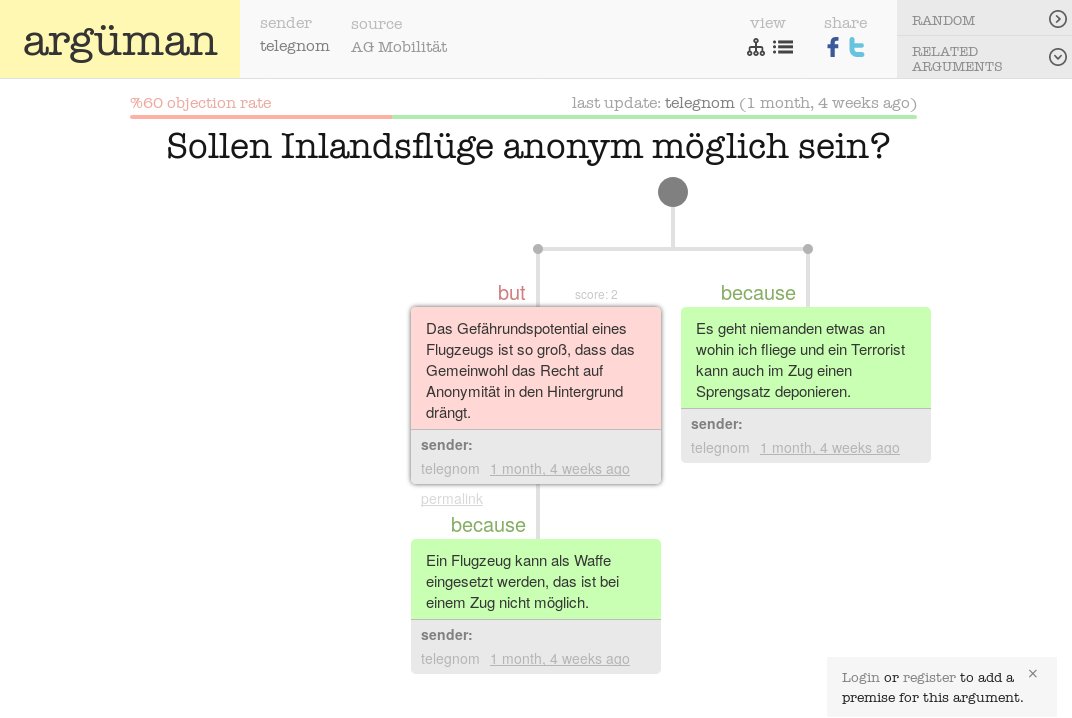 argüman
sender
telegnom
source
AG Mobilität
view
share
RANDOM
RELATED
ARGUMENTS
%60 objection rate
last update: telegnom (1 month, 4 weeks ago)
Sollen Inlandsflüge anonym möglich sein?
but
score: 2
Das Gefährundspotential eines
Flugzeugs ist so groß, dass das
Gemeinwohl das Recht auf
Anonymität in den Hintergrund
drängt.
sender:
telegnom 1 month, 4 weeks ago
permalink
because
Es geht niemanden etwas an
wohin ich fliege und ein Terrorist
kann auch im Zug einen
Sprengsatz deponieren.
sender:
telegnom 1 month, 4 weeks ago
because
Ein Flugzeug kann als Waffe
eingesetzt werden, das ist bei
einem Zug nicht möglich.
sender:
telegnom 1 month, 4 weeks ago
Login or register to add a
premise for this argument.